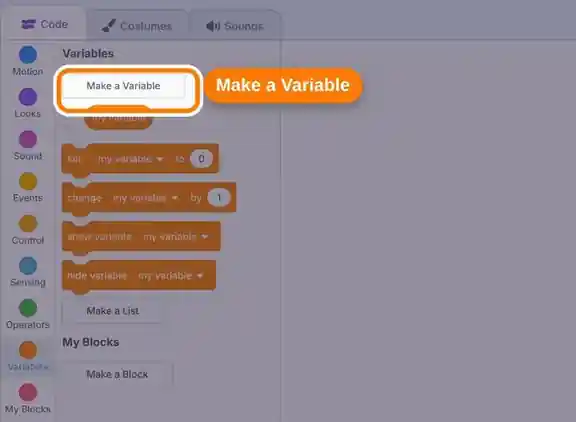 Code
Costumes
Sounds
Motion
Looks
Sound
Events
Control
Sensing
Operators
Variables
My Blocks
Variables
Make a Variable
Make a Variable
my variable
set my variable to 0
change my variable by 1
show variable my variable
hide variable my variable
Make a List
My Blocks
Make a Block